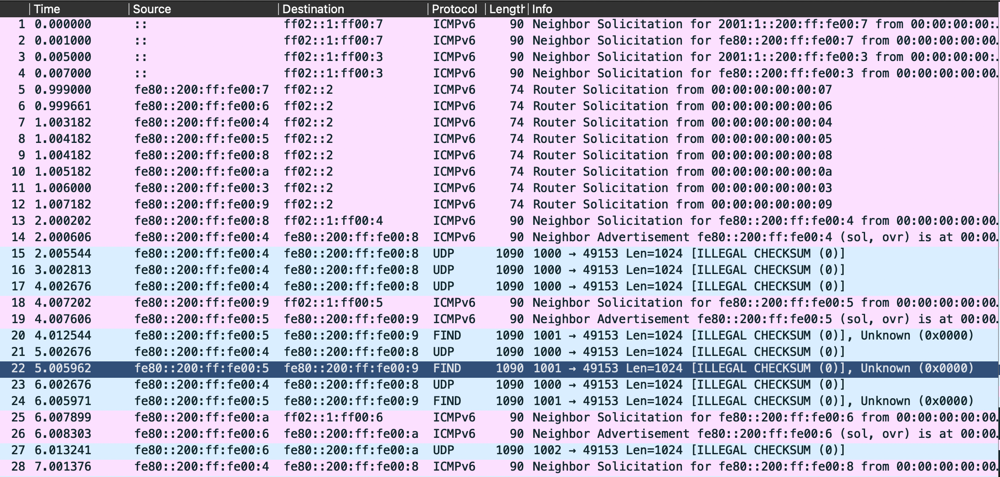 Time Source Destination Protocol Length Info
1 0.000000 :: ff02::1:ff00:7 ICMPv6 90 Neighbor Solicitation for 2001:1::200:ff:fe00:7 from 00:00:00:00:…
2 0.001000 :: ff02::1:ff00:7 ICMPv6 90 Neighbor Solicitation for fe80::200:ff:fe00:7 from 00:00:00:00:00…
3 0.005000 :: ff02::1:ff00:3 ICMPv6 90 Neighbor Solicitation for 2001:1::200:ff:fe00:3 from 00:00:00:00:…
4 0.007000 :: ff02::1:ff00:3 ICMPv6 90 Neighbor Solicitation for fe80::200:ff:fe00:3 from 00:00:00:00:00…
5 0.999000 fe80::200:ff:fe00:7 ff02::2 ICMPv6 74 Router Solicitation from 00:00:00:00:00:07
6 0.999661 fe80::200:ff:fe00:6 ff02::2 ICMPv6 74 Router Solicitation from 00:00:00:00:00:06
7 1.003182 fe80::200:ff:fe00:4 ff02::2 ICMPv6 74 Router Solicitation from 00:00:00:00:00:04
8 1.004182 fe80::200:ff:fe00:5 ff02::2 ICMPv6 74 Router Solicitation from 00:00:00:00:00:05
9 1.004182 fe80::200:ff:fe00:8 ff02::2 ICMPv6 74 Router Solicitation from 00:00:00:00:00:08
10 1.005182 fe80::200:ff:fe00:a ff02::2 ICMPv6 74 Router Solicitation from 00:00:00:00:00:0a
11 1.006000 fe80::200:ff:fe00:3 ff02::2 ICMPv6 74 Router Solicitation from 00:00:00:00:00:03
12 1.007182 fe80::200:ff:fe00:9 ff02::2 ICMPv6 74 Router Solicitation from 00:00:00:00:00:09
13 2.000202 fe80::200:ff:fe00:8 ff02::1:ff00:4 ICMPv6 90 Neighbor Solicitation for fe80::200:ff:fe00:4 from 00:00:00:00:00…
14 2.000606 fe80::200:ff:fe00:4 fe80::200:ff:fe00:8 ICMPv6 90 Neighbor Advertisement fe80::200:ff:fe00:4 (sol, ovr) is at 00:00…
15 2.005544 fe80::200:ff:fe00:4 fe80::200:ff:fe00:8 UDP 1090 1000 → 49153 Len=1024 [ILLEGAL CHECKSUM (0)]
16 3.002813 fe80::200:ff:fe00:4 fe80::200:ff:fe00:8 UDP 1090 1000 → 49153 Len=1024 [ILLEGAL CHECKSUM (0)]
17 4.002676 fe80::200:ff:fe00:4 fe80::200:ff:fe00:8 UDP 1090 1000 → 49153 Len=1024 [ILLEGAL CHECKSUM (0)]
18 4.007202 fe80::200:ff:fe00:9 ff02::1:ff00:5 ICMPv6 90 Neighbor Solicitation for fe80::200:ff:fe00:5 from 00:00:00:00:00…
19 4.007606 fe80::200:ff:fe00:5 fe80::200:ff:fe00:9 ICMPv6 90 Neighbor Advertisement fe80::200:ff:fe00:5 (sol, ovr) is at 00:00…
20 4.012544 fe80::200:ff:fe00:5 fe80::200:ff:fe00:9 FIND 1090 1001 → 49153 Len=1024 [ILLEGAL CHECKSUM (0)], Unknown (0x0000)
21 5.002676 fe80::200:ff:fe00:4 fe80::200:ff:fe00:8 UDP 1090 1000 → 49153 Len=1024 [ILLEGAL CHECKSUM (0)]
22 5.005962 fe80::200:ff:fe00:5 fe80::200:ff:fe00:9 FIND 1090 1001 → 49153 Len=1024 [ILLEGAL CHECKSUM (0)], Unknown (0x0000)
23 6.002676 fe80::200:ff:fe00:4 fe80::200:ff:fe00:8 UDP 1090 1000 → 49153 Len=1024 [ILLEGAL CHECKSUM (0)]
24 6.005971 fe80::200:ff:fe00:5 fe80::200:ff:fe00:9 FIND 1090 1001 → 49153 Len=1024 [ILLEGAL CHECKSUM (0)], Unknown (0x0000)
25 6.007899 fe80::200:ff:fe00:a ff02::1:ff00:6 ICMPv6 90 Neighbor Solicitation for fe80::200:ff:fe00:6 from 00:00:00:00:00…
26 6.008303 fe80::200:ff:fe00:6 fe80::200:ff:fe00:a ICMPv6 90 Neighbor Advertisement fe80::200:ff:fe00:6 (sol, ovr) is at 00:00…
27 6.013241 fe80::200:ff:fe00:6 fe80::200:ff:fe00:a UDP 1090 1002 → 49153 Len=1024 [ILLEGAL CHECKSUM (0)]
28 7.001376 fe80::200:ff:fe00:4 fe80::200:ff:fe00:8 ICMPv6 90 Neighbor Solicitation for fe80::200:ff:fe00:8 from 00:00:00:00:00…